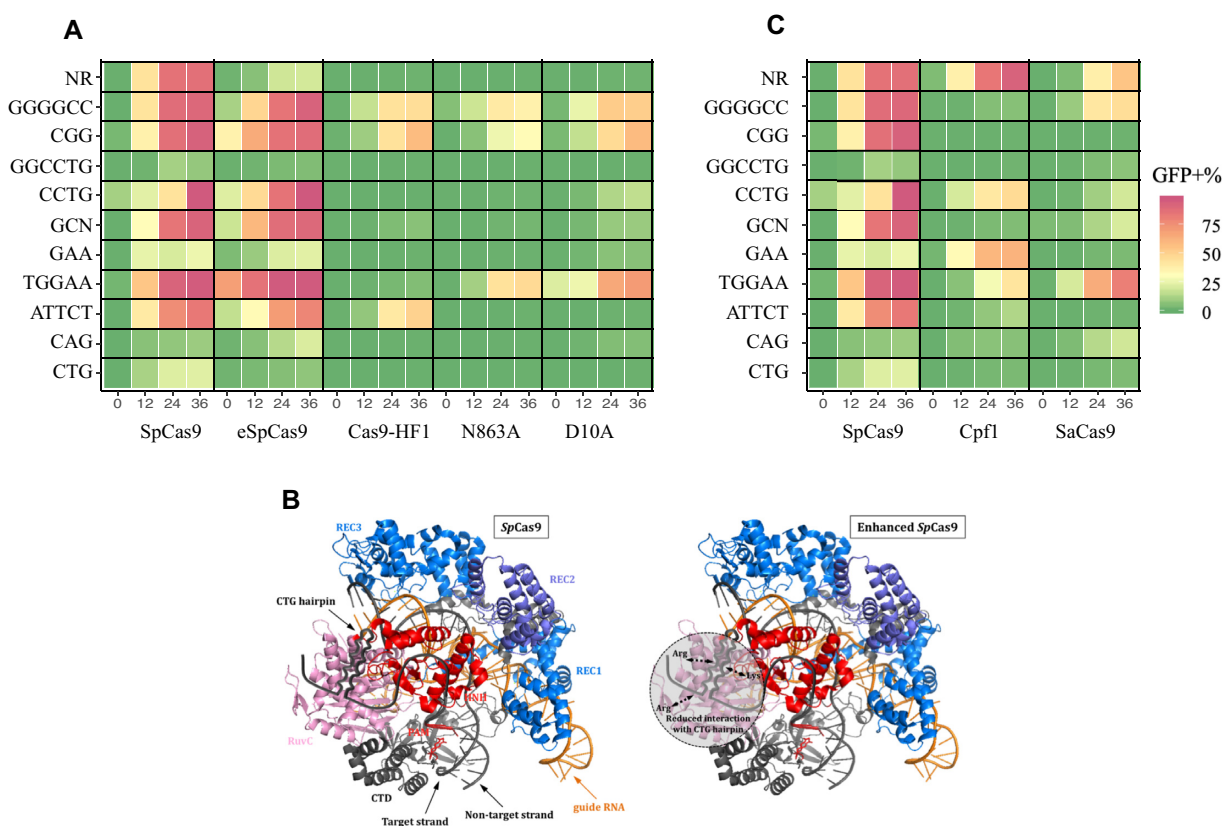 A
NR
GGGGCC
CGG
GGCCTG
CCTG
GCN
GAA
TGGAA
ATTCT
CAG
CTG
0 12 24 36 0 12 24 36 0 12 24 36 0 12 24 36 0 12 24 36
SpCas9 eSpCas9 Cas9-HF1 N863A D10A
C
NR
GGGGCC
CGG
GGCCTG
CCTG
GCN
GAA
TGGAA
ATTCT
CAG
CTG
0 12 24 36 0 12 24 36 0 12 24 36
SpCas9 Cpf1 SaCas9
GFP+%
75
50
25
0
B
SpCas9
REC3
REC2
CTG hairpin
REC1
HNH
RuvC
PAM
CTD
Target strand
Non-target strand
guide RNA
Enhanced SpCas9
Arg
Lys
Arg
Reduced interaction
with CTG hairpin